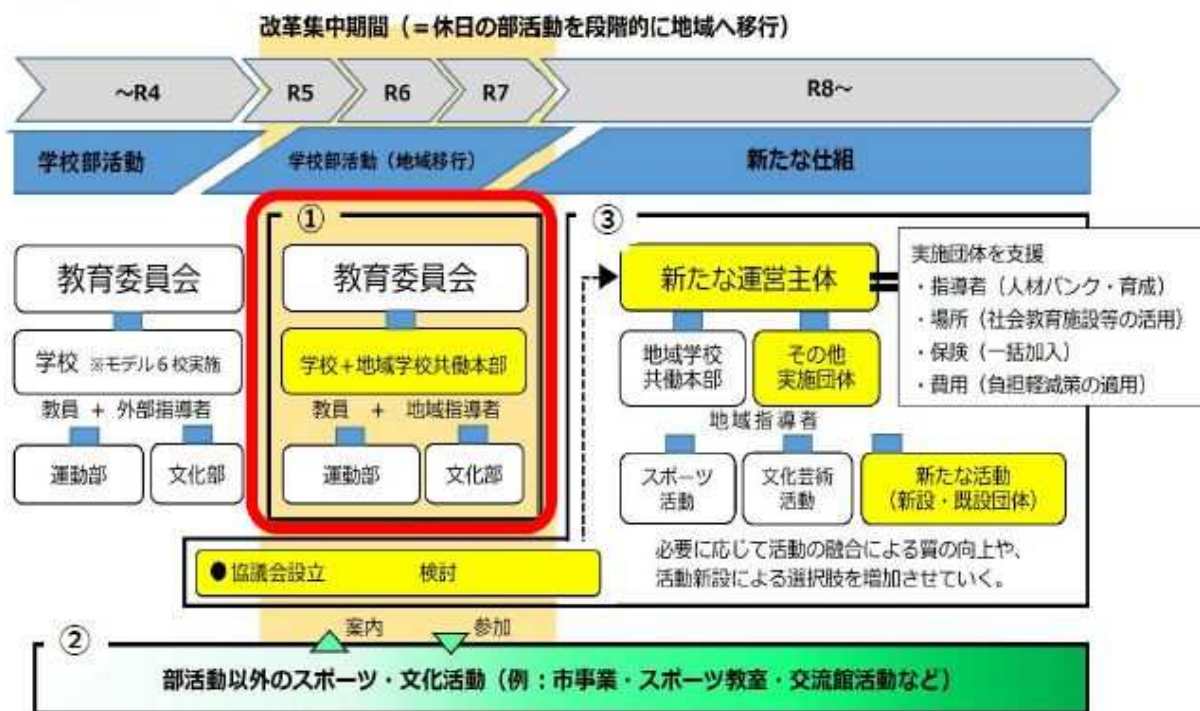 改革集中期間（＝休日の部活動を段階的に地域へ移行）
～R4
R5
R6
R7
R8～
学校部活動
学校部活動（地域移行）
新たな仕組
①
教育委員会
学校 ※モデル６校実施
教員 ＋ 外部指導者
運動部
文化部
教育委員会
学校＋地域学校共働本部
教員 ＋ 地域指導者
運動部
文化部
③
新たな運営主体
地域学校
共働本部
その他
実施団体
地域指導者
スポーツ
活動
文化芸術
活動
新たな活動
（新設・既設団体）
必要に応じて活動の融合による質の向上や、
活動新設による選択肢を増加させていく。
実施団体を支援
・指導者（人材バンク・育成）
・場所（社会教育施設等の活用）
・保険（一括加入）
・費用（負担軽減策の適用）
●協議会設立 検討
案内
参加
②
部活動以外のスポーツ・文化活動（例：市事業・スポーツ教室・交流館活動など）